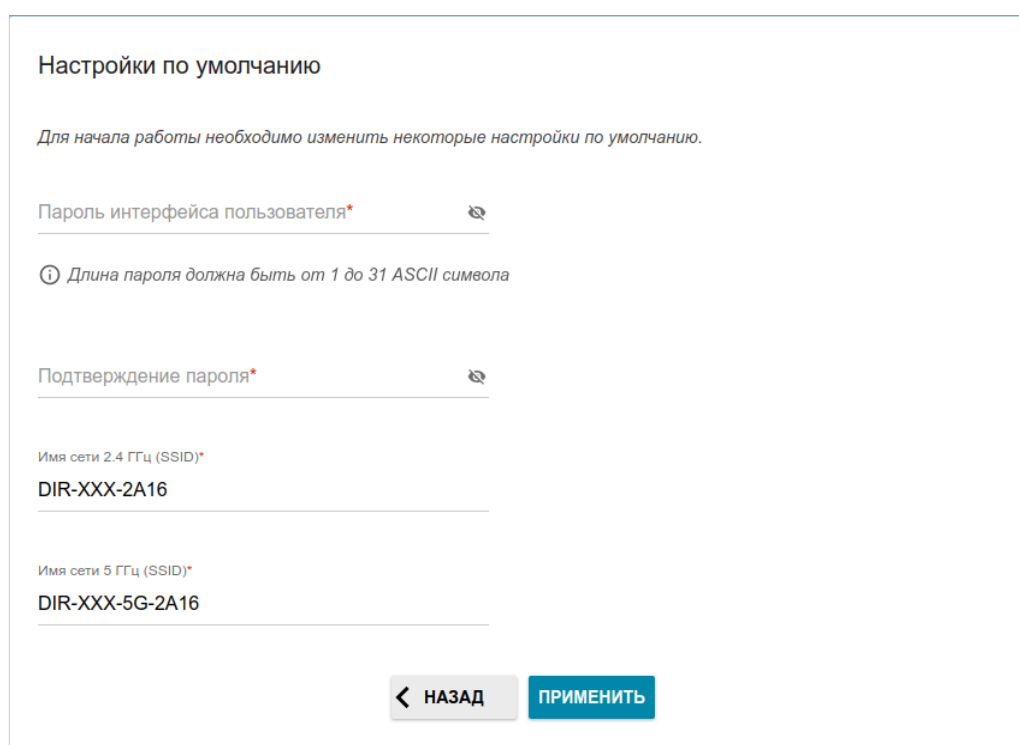 Настройки по умолчанию
Для начала работы необходимо изменить некоторые настройки по умолчанию.
Пароль интерфейса пользователя*
Длина пароля должна быть от 1 до 31 ASCII символа
Подтверждение пароля*
Имя сети 2.4 ГГц (SSID)*
DIR-XXX-2A16
Имя сети 5 ГГц (SSID)*
DIR-XXX-5G-2A16
НАЗАД
ПРИМЕНИТЬ